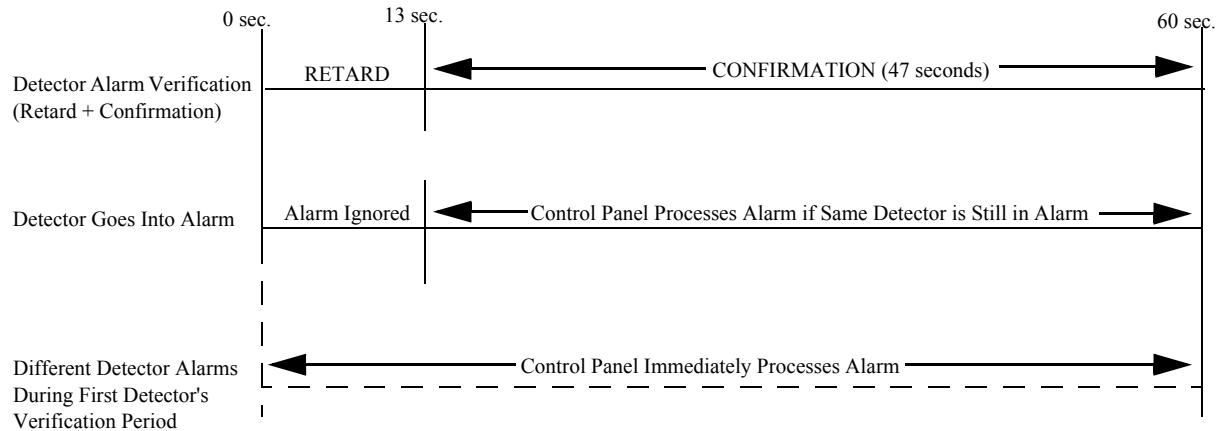 0 sec.
13 sec.
60 sec.
Detector Alarm Verification
(Retard + Confirmation)
RETARD
CONFIRMATION (47 seconds)
Detector Goes Into Alarm
Alarm Ignored
Control Panel Processes Alarm if Same Detector is Still in Alarm
Different Detector Alarms
During First Detector's
Verification Period
Control Panel Immediately Processes Alarm